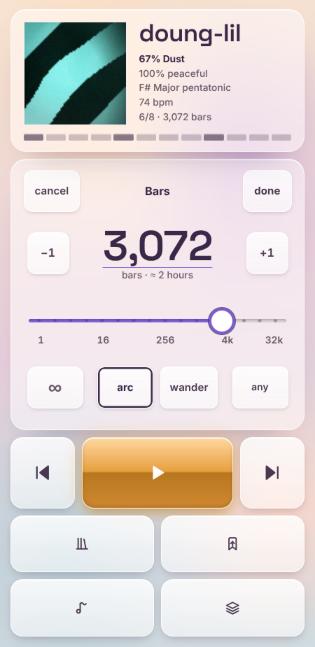 doung-lil
67% Dust
100% peaceful
F# Major pentatonic
74 bpm
6/8 · 3,072 bars
cancel
Bars
done
−1
3,072
+1
bars · ≈ 2 hours
1
16
256
4k
32k
∞
arc
wander
any